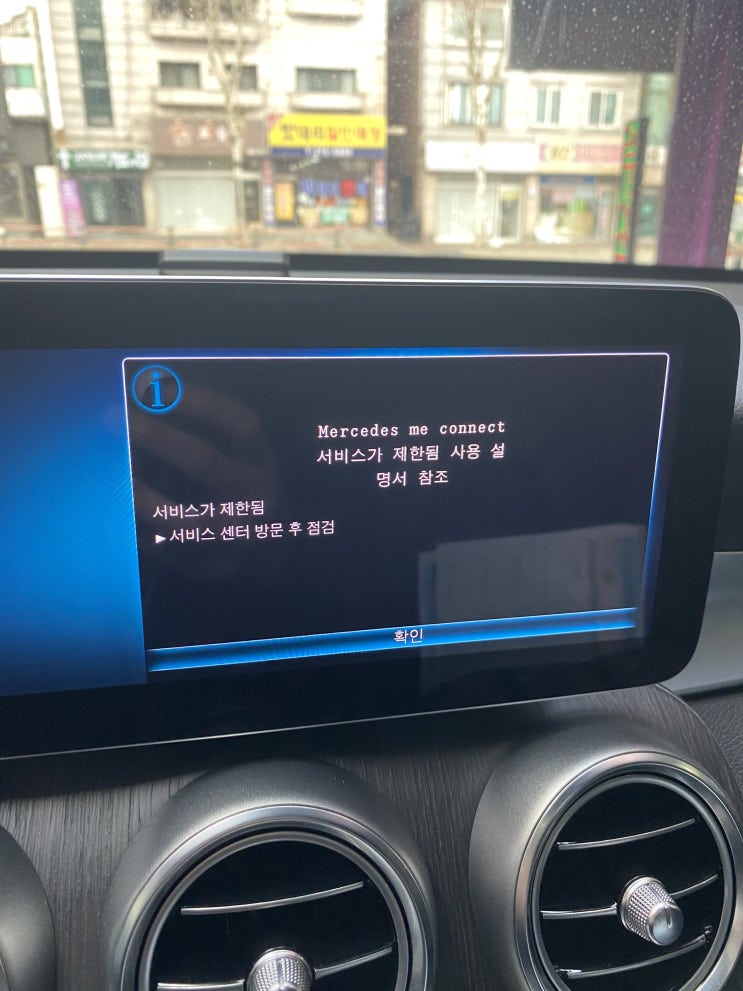 Mercedes me connect
서비스가 제한됨 사용 설
명서 참조
서비스가 제한됨
►서비스 센터 방문 후 점검
확인